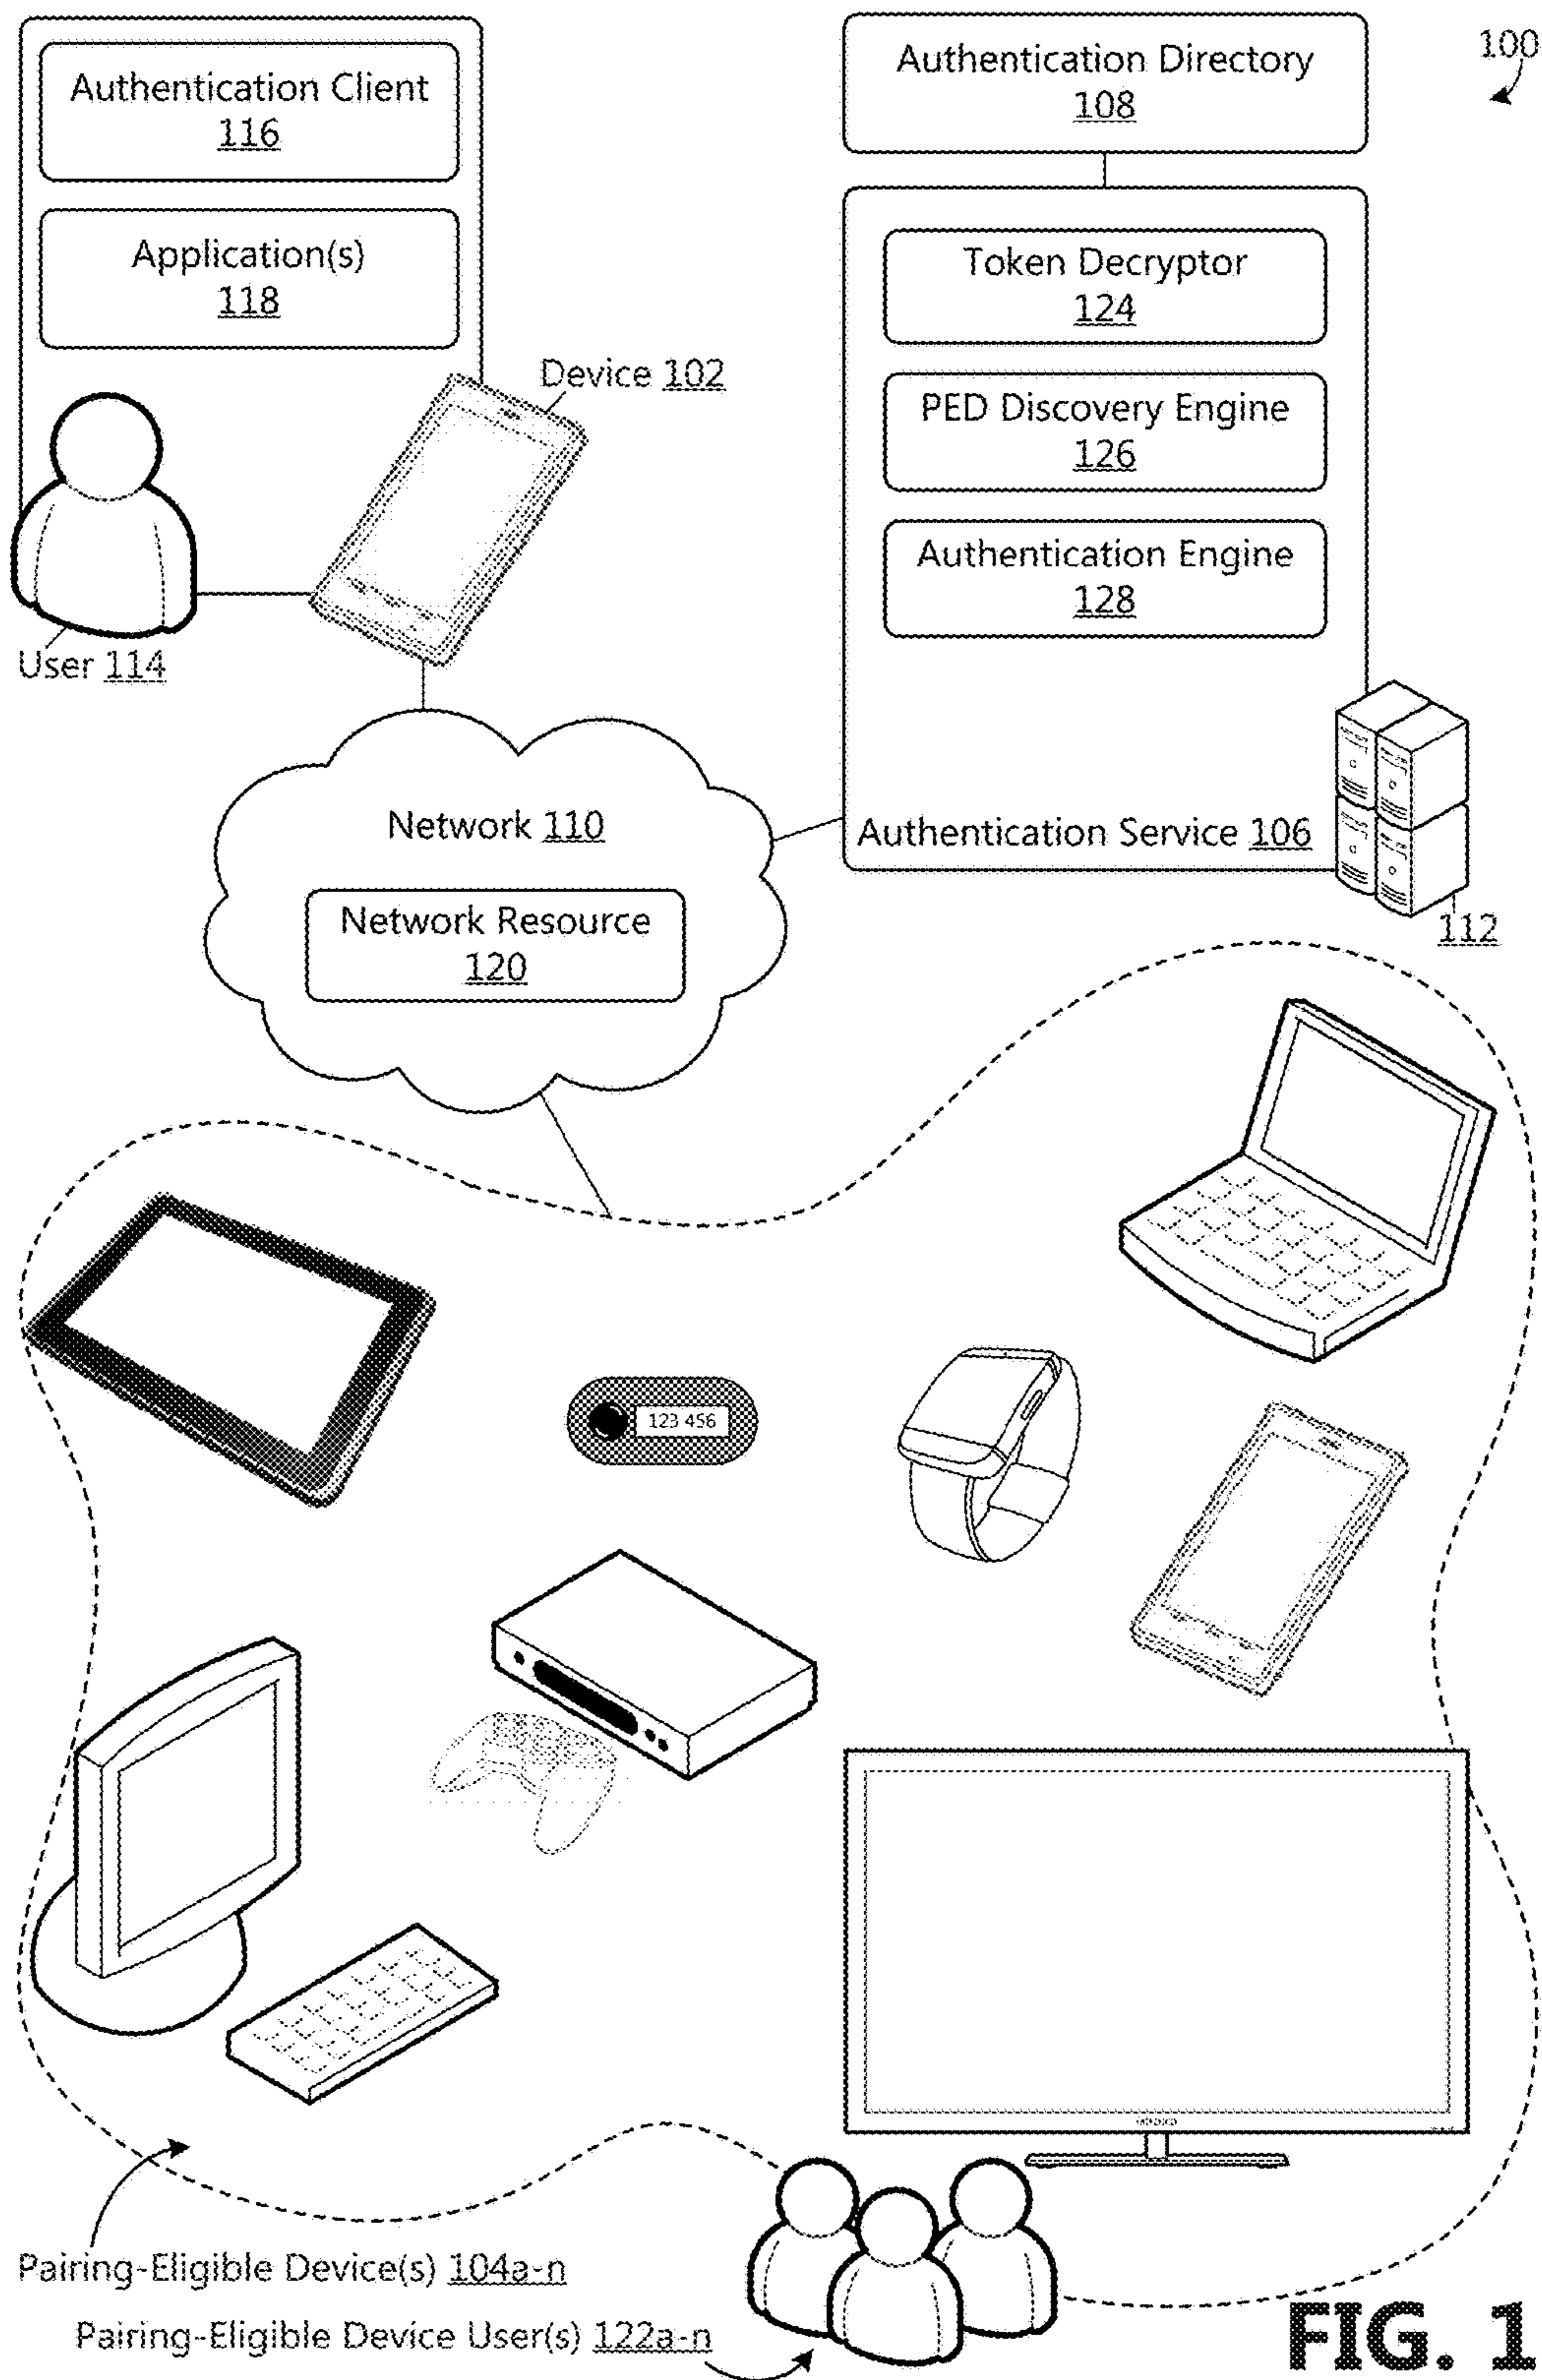 Authentication Client
116
Application(s)
118
Device 102
User 114
Authentication Directory
108
100
Token Decryptor
124
PED Discovery Engine
126
Authentication Engine
128
Authentication Service 106
112
Network 110
Network Resource
120
123 456
Pairing-Eligible Device(s) 104a-n
Pairing-Eligible Device User(s) 122a-n
FIG. 1